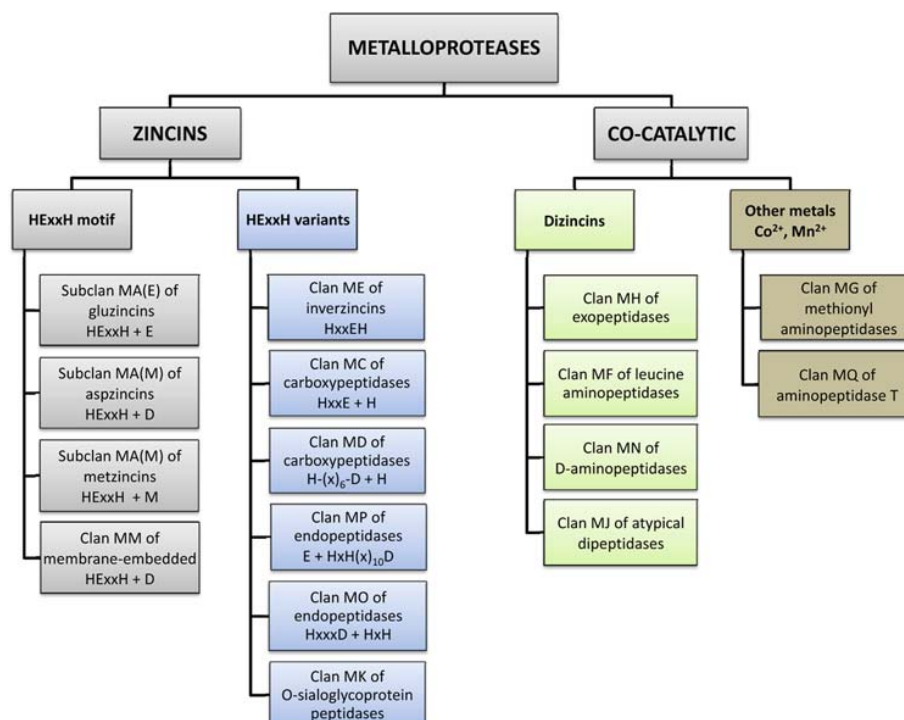 METALLOPROTEASES
ZINCINS
CO-CATALYTIC
HExxH motif
HExxH variants
Dizincins
Other metals
Co²⁺, Mn²⁺
Subclan MA(E) of
gluzincins
HExxH + E
Subclan MA(M) of
aspzincins
HExxH + D
Subclan MA(M) of
metzincins
HExxH + M
Clan MM of
membrane-embedded
HExxH + D
Clan ME of
inverzincins
HxxEH
Clan MC of
carboxypeptidases
HxxE + H
Clan MD of
carboxypeptidases
H-(x)₆-D + H
Clan MP of
endopeptidases
E + HxH(x)₁₀D
Clan MO of
endopeptidases
HxxxD + HxH
Clan MK of
O-sialoglycoprotein
peptidases
Clan MH of
exopeptidases
Clan MF of leucine
aminopeptidases
Clan MN of
D-aminopeptidases
Clan MJ of atypical
dipeptidases
Clan MG of
methionyl
aminopeptidases
Clan MQ of
aminopeptidase T